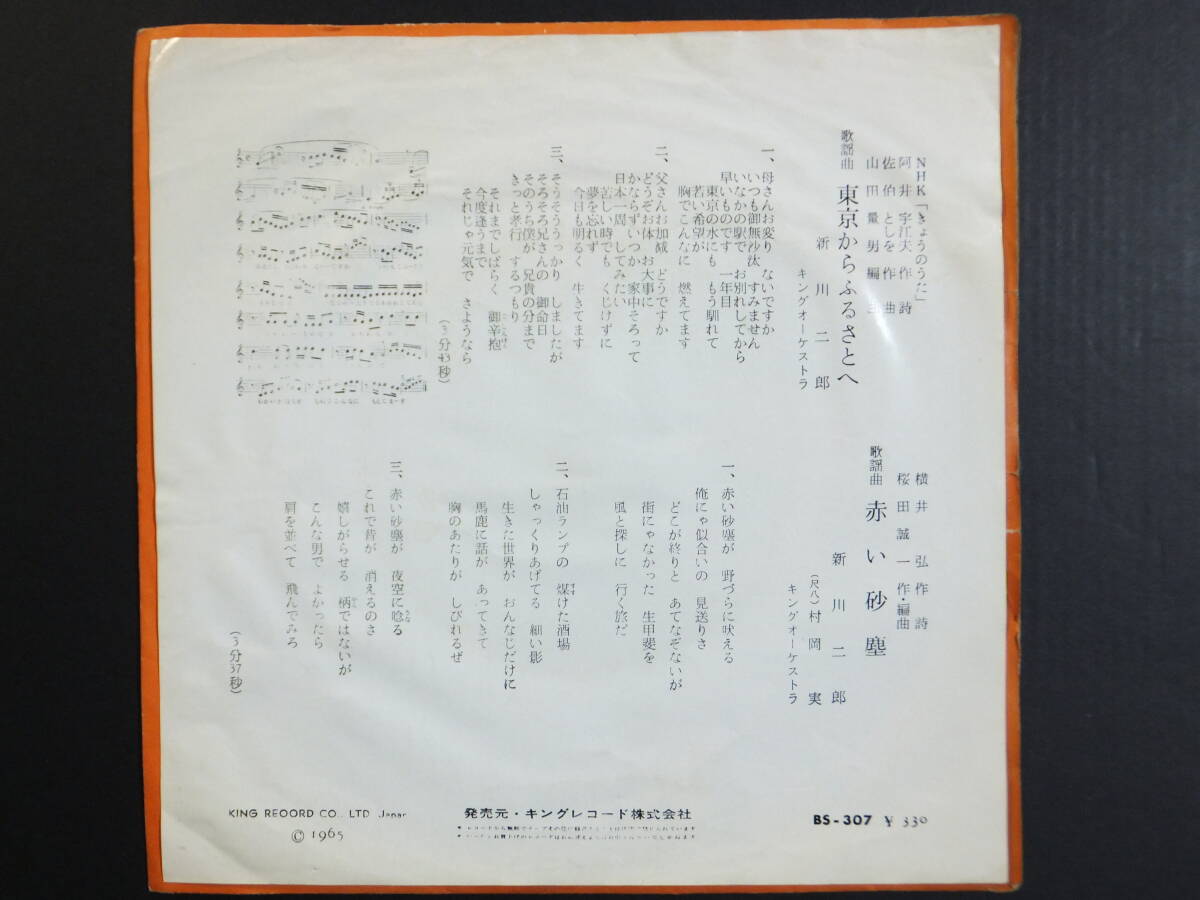 NHK「きょうのうた」
阿井宇江夫 作詩
佐伯としを 作曲
山田量男 編曲
歌謡曲 東京からふるさとへ
新川二郎
キングオーケストラ
一、母さんお変り ないですか
いつも御無沙汰 すみません
いなかの駅で お別れしてから
早いものです 一年目
東京の水にも もう馴れて
若い希望が
胸でこんなに 燃えてます
二、父さんお加減 どうですか
どうぞお体 お大事に
かならずいつか 家中そろって
日本一周 してみたい
苦しい時でも くじけずに
夢を忘れず
今日も明るく 生きてます
三、そうそううっかり しましたが
そろそろ兄さんの 御命日
そのうち僕が 兄貴の分まで
きっと孝行 するつもり
それまでしばらく 御辛抱
今度逢うまで
それじゃ元気で さようなら
(3分43秒)
横井弘 作詩
桜田誠一 作・編曲
歌謡曲 赤い砂塵
新川二郎
(尺八)村岡実
キングオーケストラ
一、赤い砂塵が 野づらに吠える
俺にゃ似合いの 見送りさ
どこが終りと あてなぞないが
街にゃなかった 生甲斐を
風と探しに 行く旅だ
二、石油ランプの 煤けた酒場
しゃっくりあげてる 細い影
生きた世界が おんなじだけに
馬鹿に話が あってきて
胸のあたりが しびれるぜ
三、赤い砂塵が 夜空に唸る
これで昔が 消えるのさ
嬉しがらせる 柄ではないが
こんな男で よかったら
肩を並べて 飛んでみろ
(3分37秒)
KING RECORD CO., LTD Japan
© 1965
発売元・キングレコード株式会社
BS-307 ¥330